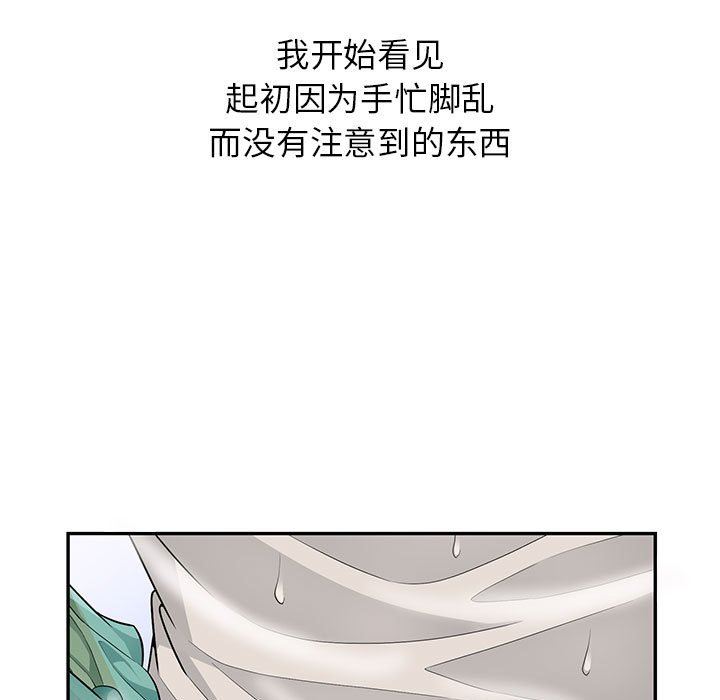 我开始看见
起初因为手忙脚乱
而没有注意到的东西